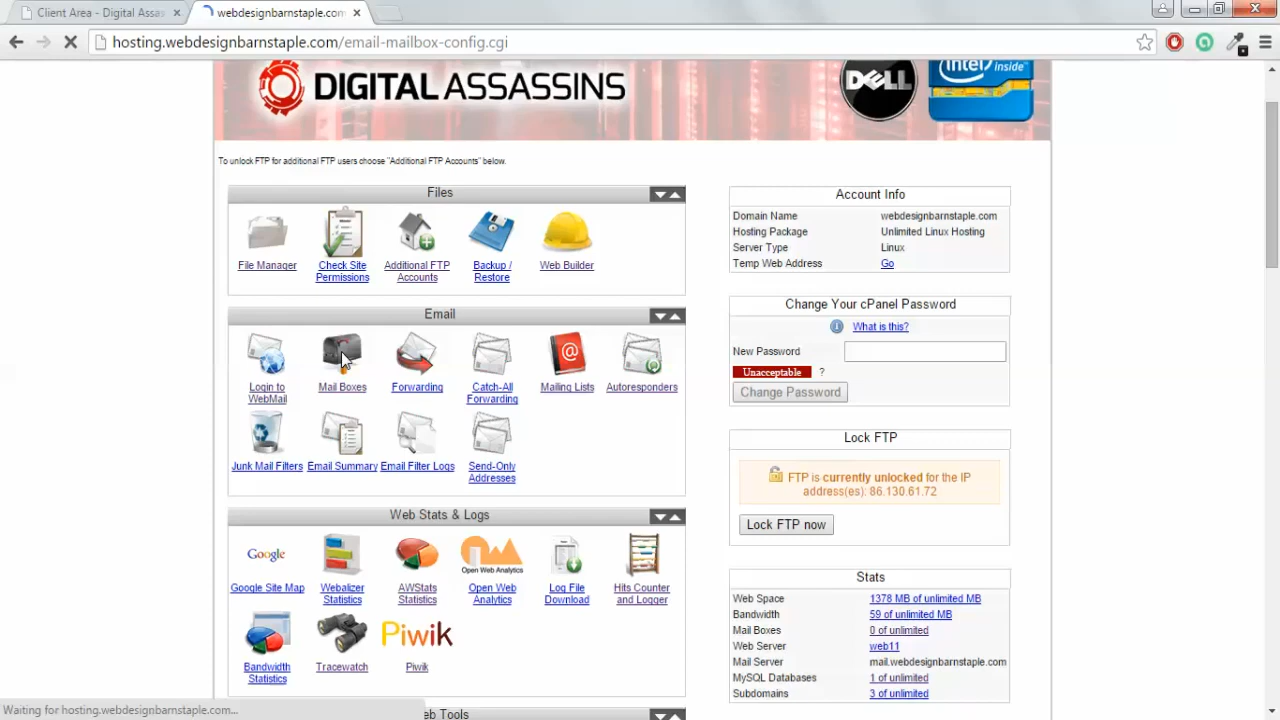 Client Area - Digital Assas
webdesignbarnstaple.com
hosting.webdesignbarnstaple.com/email-mailbox-config.cgi
DIGITAL ASSASSINS
DELL
intel inside
To unlock FTP for additional FTP users choose "Additional FTP Accounts" below.
Files
File Manager
Check Site
Permissions
Additional FTP
Accounts
Backup /
Restore
Web Builder
Email
Login to
WebMail
Mail Boxes
Forwarding
Catch-All
Forwarding
Mailing Lists
Autoresponders
Junk Mail Filters
Email Summary
Email Filter Logs
Send-Only
Addresses
Web Stats & Logs
Google
Google Site Map
Webalizer
Statistics
AWStats
Statistics
Open Web Analytics
Open Web
Analytics
Log File
Download
Hits Counter
and Logger
Bandwidth
Statistics
Tracewatch
Piwik
Piwik
eb Tools
Account Info
Domain Name webdesignbarnstaple.com
Hosting Package Unlimited Linux Hosting
Server Type Linux
Temp Web Address Go
Change Your cPanel Password
What is this?
New Password
Unacceptable ?
Change Password
Lock FTP
FTP is currently unlocked for the IP
address(es): 86.130.61.72
Lock FTP now
Stats
Web Space 1378 MB of unlimited MB
Bandwidth 59 of unlimited MB
Mail Boxes 0 of unlimited
Web Server web11
Mail Server mail.webdesignbarnstaple.com
MySQL Databases 1 of unlimited
Subdomains 3 of unlimited
Waiting for hosting.webdesignbarnstaple.com...